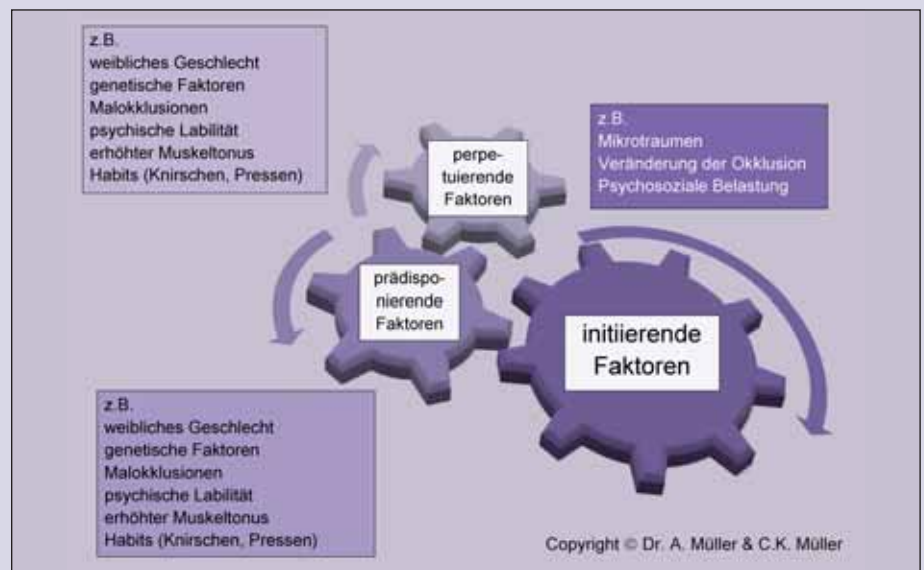 z.B.
weibliches Geschlecht
genetische Faktoren
Malokklusionen
psychische Labilität
erhöhter Muskeltonus
Habits (Knirschen, Pressen)
z.B.
Mikrotraumen
Veränderung der Okklusion
Psychosoziale Belastung
perpe-
tuierende
Faktoren
prädispo-
nierende
Faktoren
initiierende
Faktoren
z.B.
weibliches Geschlecht
genetische Faktoren
Malokklusionen
psychische Labilität
erhöhter Muskeltonus
Habits (Knirschen, Pressen)
Copyright © Dr. A. Müller & C.K. Müller